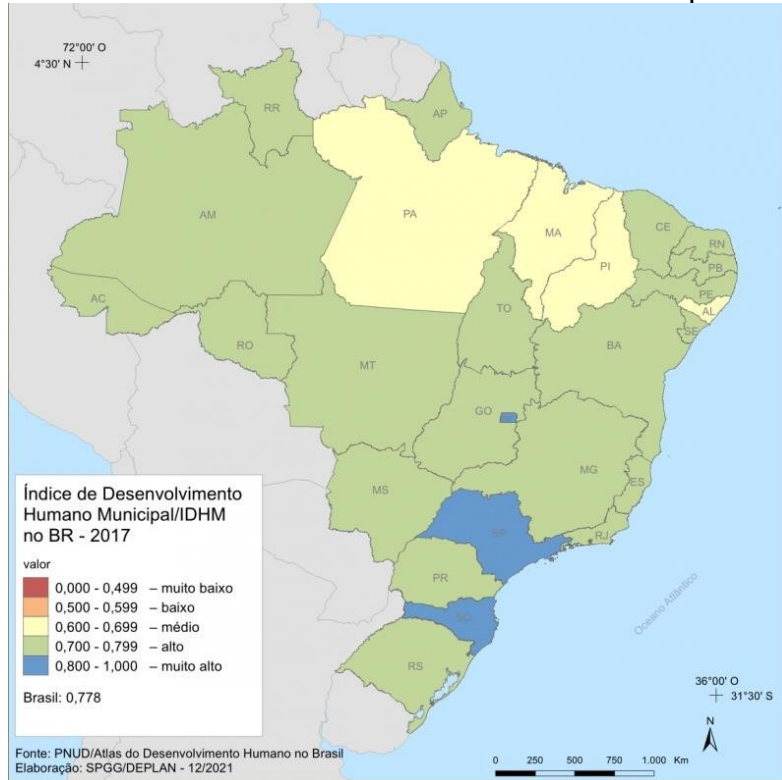 72°00' O
4°30' N
RR
AP
AM
PA
MA
CE
RN
PB
PI
PE
AL
SE
AC
TO
RO
BA
MT
GO
MG
ES
MS
SP
RJ
PR
SC
RS
Oceano Atlântico
Índice de Desenvolvimento
Humano Municipal/IDHM
no BR - 2017
valor
0,000 - 0,499 – muito baixo
0,500 - 0,599 – baixo
0,600 - 0,699 – médio
0,700 - 0,799 – alto
0,800 - 1,000 – muito alto
Brasil: 0,778
36°00' O
31°30' S
N
Fonte: PNUD/Atlas do Desenvolvimento Humano no Brasil
Elaboração: SPGG/DEPLAN - 12/2021
0 250 500 750 1.000 Km